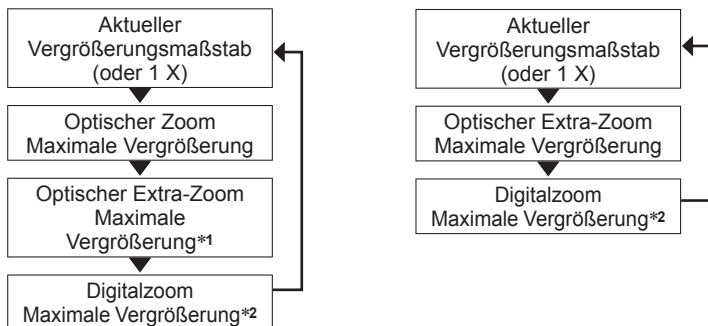 Aktueller
Vergrößerungsmaßstab
(oder 1 X)
Optischer Zoom
Maximale Vergrößerung
Optischer Extra-Zoom
Maximale
Vergrößerung*1
Digitalzoom
Maximale Vergrößerung*2
Aktueller
Vergrößerungsmaßstab
(oder 1 X)
Optischer Extra-Zoom
Maximale Vergrößerung
Digitalzoom
Maximale Vergrößerung*2